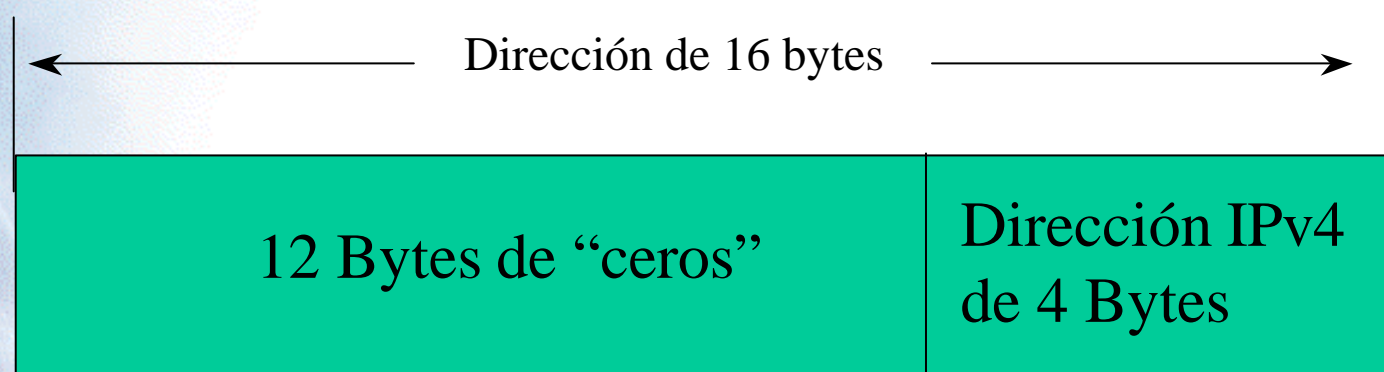 Dirección de 16 bytes
12 Bytes de “ceros”
Dirección IPv4
de 4 Bytes